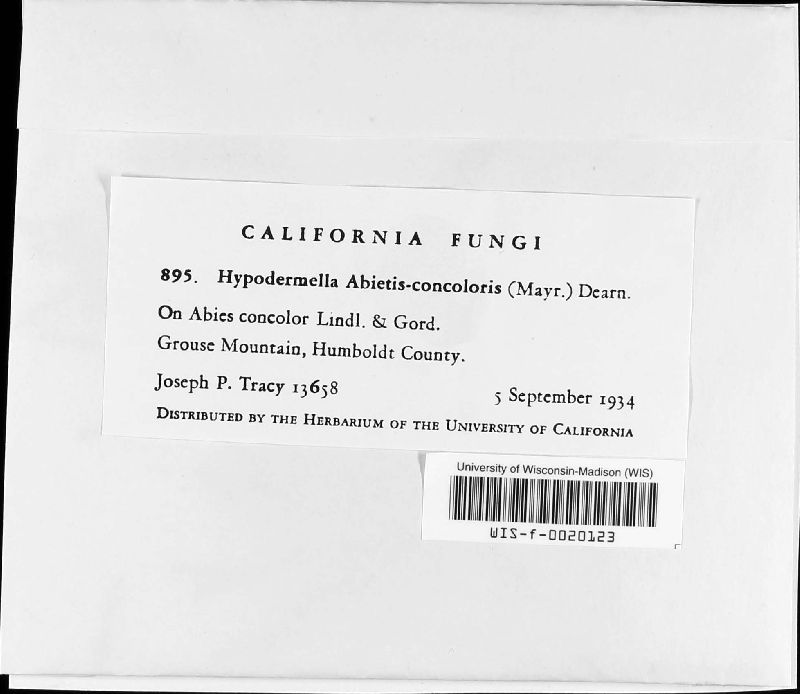 CALIFORNIA FUNGI
895. Hypodermella Abietis-concoloris (Mayr.) Dearn.
On Abies concolor Lindl. & Gord.
Grouse Mountain, Humboldt County.
Joseph P. Tracy 13658 5 September 1934
DISTRIBUTED BY THE HERBARIUM OF THE UNIVERSITY OF CALIFORNIA
University of Wisconsin-Madison (WIS)
WIS-f-0020123